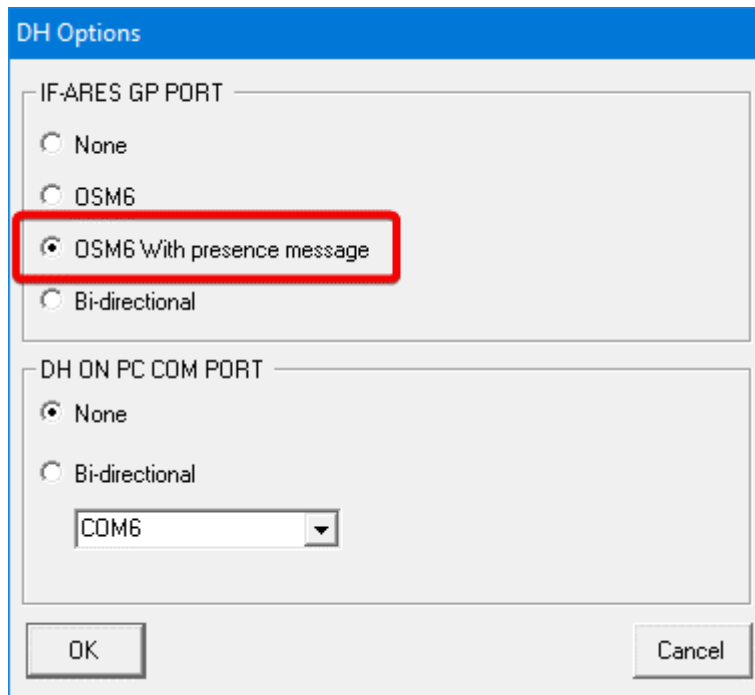 DH Options
IF-ARES GP PORT
None
OSM6
OSM6 With presence message
Bi-directional
DH ON PC COM PORT
None
Bi-directional
COM6
OK
Cancel